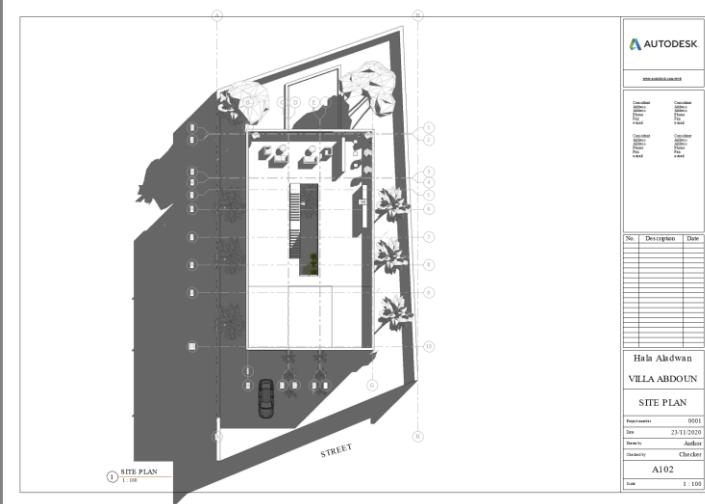 A
H
AUTODESK
www.autodesk.com/revit
Consultant Consultant
Address Address
Address Address
Phone Phone
Fax Fax
e-mail e-mail
Consultant Consultant
Address Address
Address Address
Phone Phone
Fax Fax
e-mail e-mail
No. Description Date
Hala Aladwan
VILLA ABDOUN
SITE PLAN
Project number 0001
Date 23/11/2020
Drawn by Author
Checked by Checker
A102
Scale 1 : 100
1
2
3
4
5
6
7
8
9
10
G
H
STREET
1 SITE PLAN
1 : 100